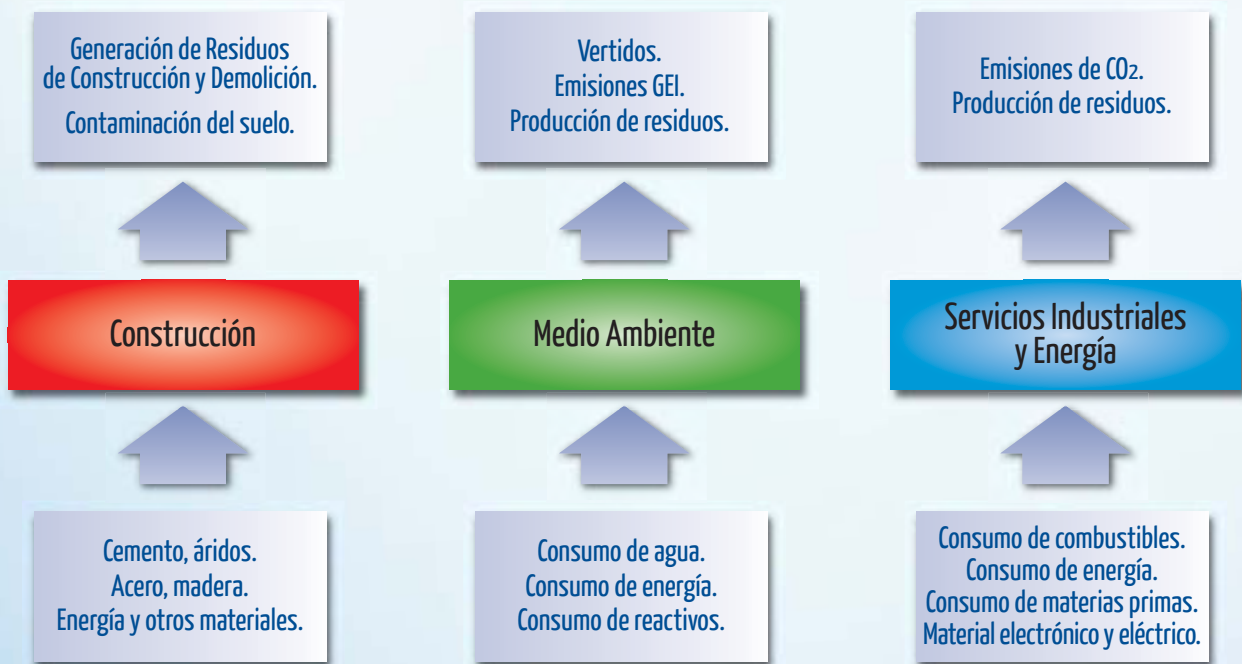 Generación de Residuos
de Construcción y Demolición.
Contaminación del suelo.
Vertidos.
Emisiones GEI.
Producción de residuos.
Emisiones de CO2.
Producción de residuos.
Construcción
Medio Ambiente
Servicios Industriales
y Energía
Cemento, áridos.
Acero, madera.
Energía y otros materiales.
Consumo de agua.
Consumo de energía.
Consumo de reactivos.
Consumo de combustibles.
Consumo de energía.
Consumo de materias primas.
Material electrónico y eléctrico.